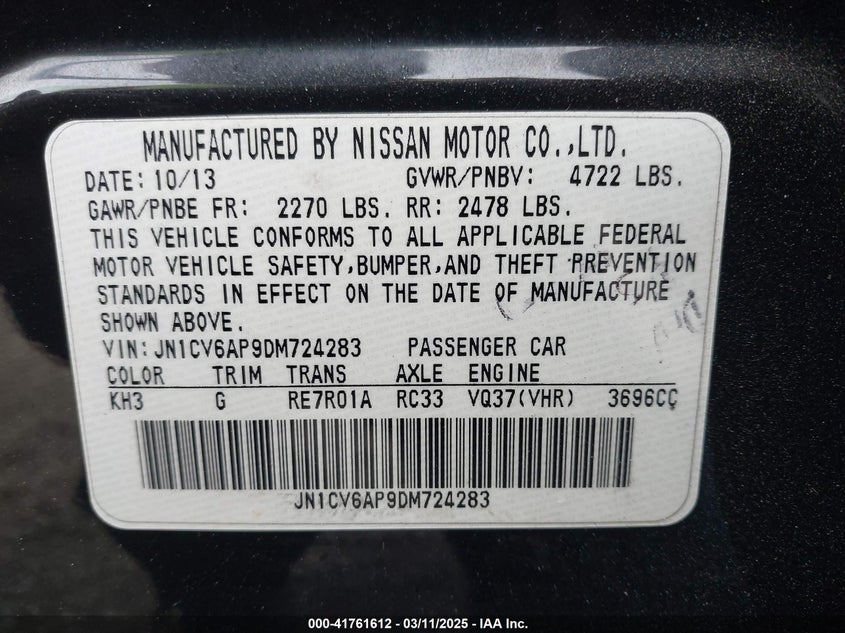 MANUFACTURED BY NISSAN MOTOR CO.,LTD.
DATE: 10/13 GVWR/PNBV: 4722 LBS.
GAWR/PNBE FR: 2270 LBS. RR: 2478 LBS.
THIS VEHICLE CONFORMS TO ALL APPLICABLE FEDERAL
MOTOR VEHICLE SAFETY,BUMPER,AND THEFT PREVENTION
STANDARDS IN EFFECT ON THE DATE OF MANUFACTURE
SHOWN ABOVE.
VIN:JN1CV6AP9DM724283 PASSENGER CAR
COLOR TRIM TRANS AXLE ENGINE
KH3 G RE7R01A RC33 VQ37(VHR) 3696CC
JN1CV6AP9DM724283
000-41761612 — 03/11/2025 — IAA Inc.